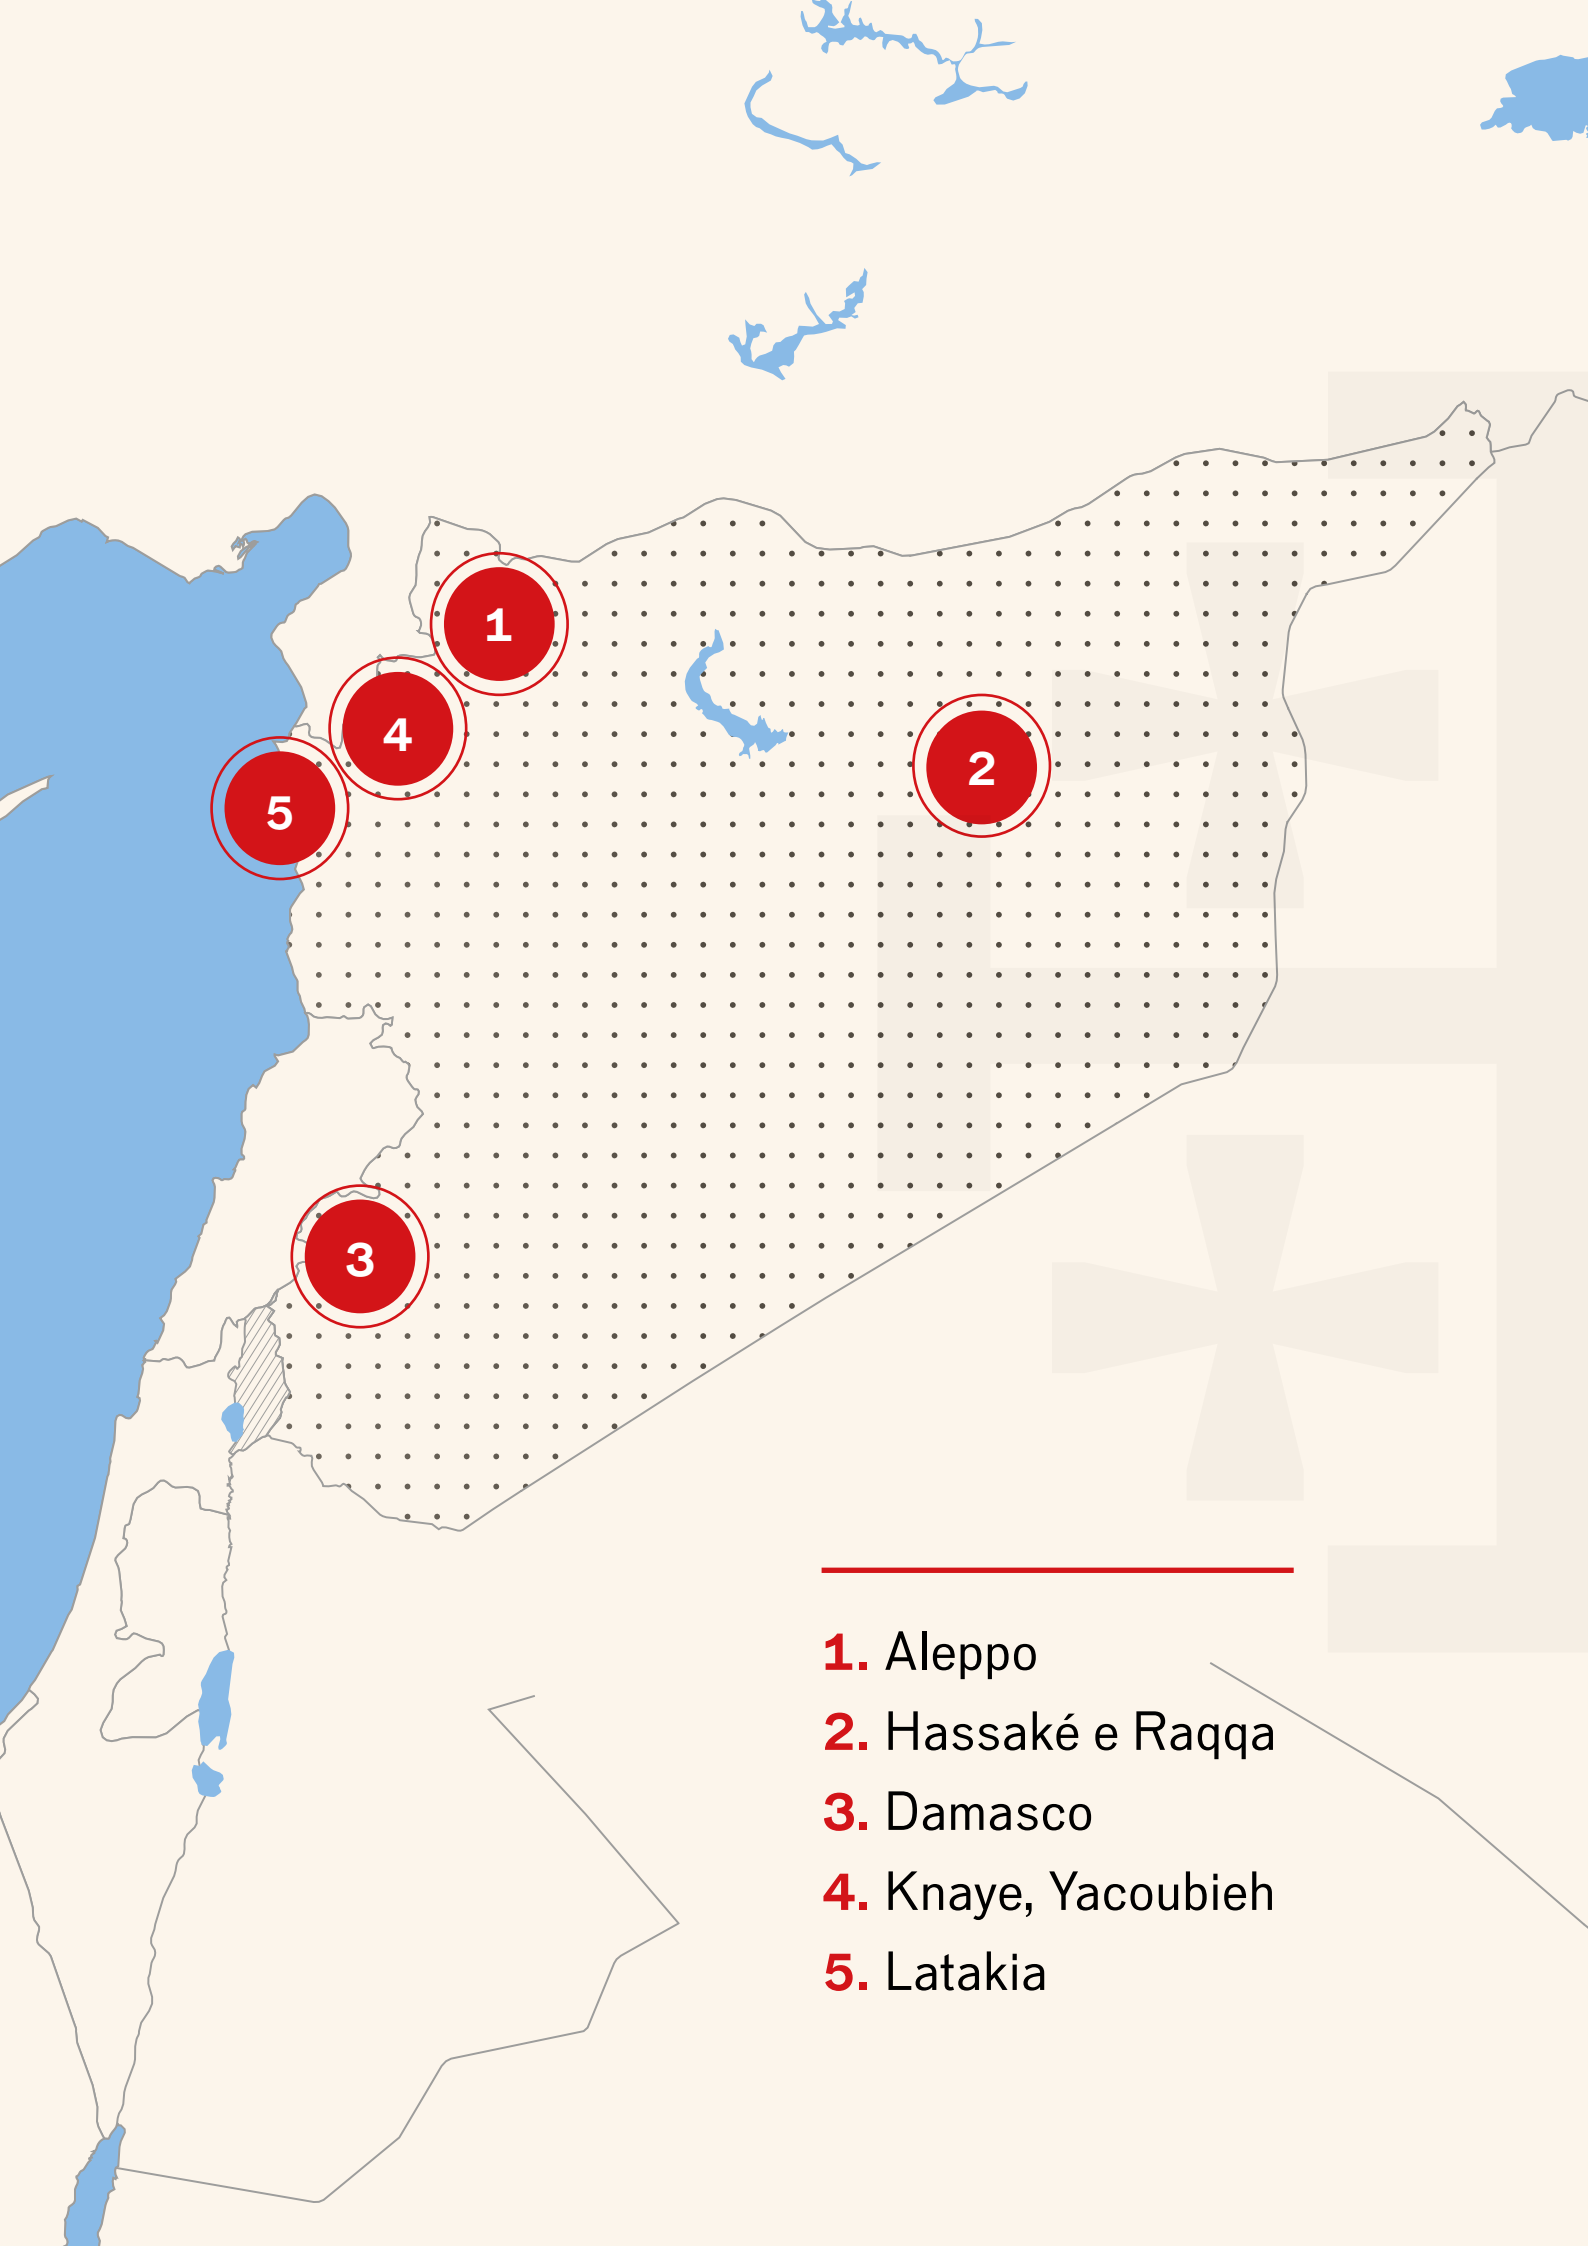 1
4
2
5
3
1. Aleppo
2. Hassaké e Raqqa
3. Damasco
4. Knaye, Yacoubieh
5. Latakia